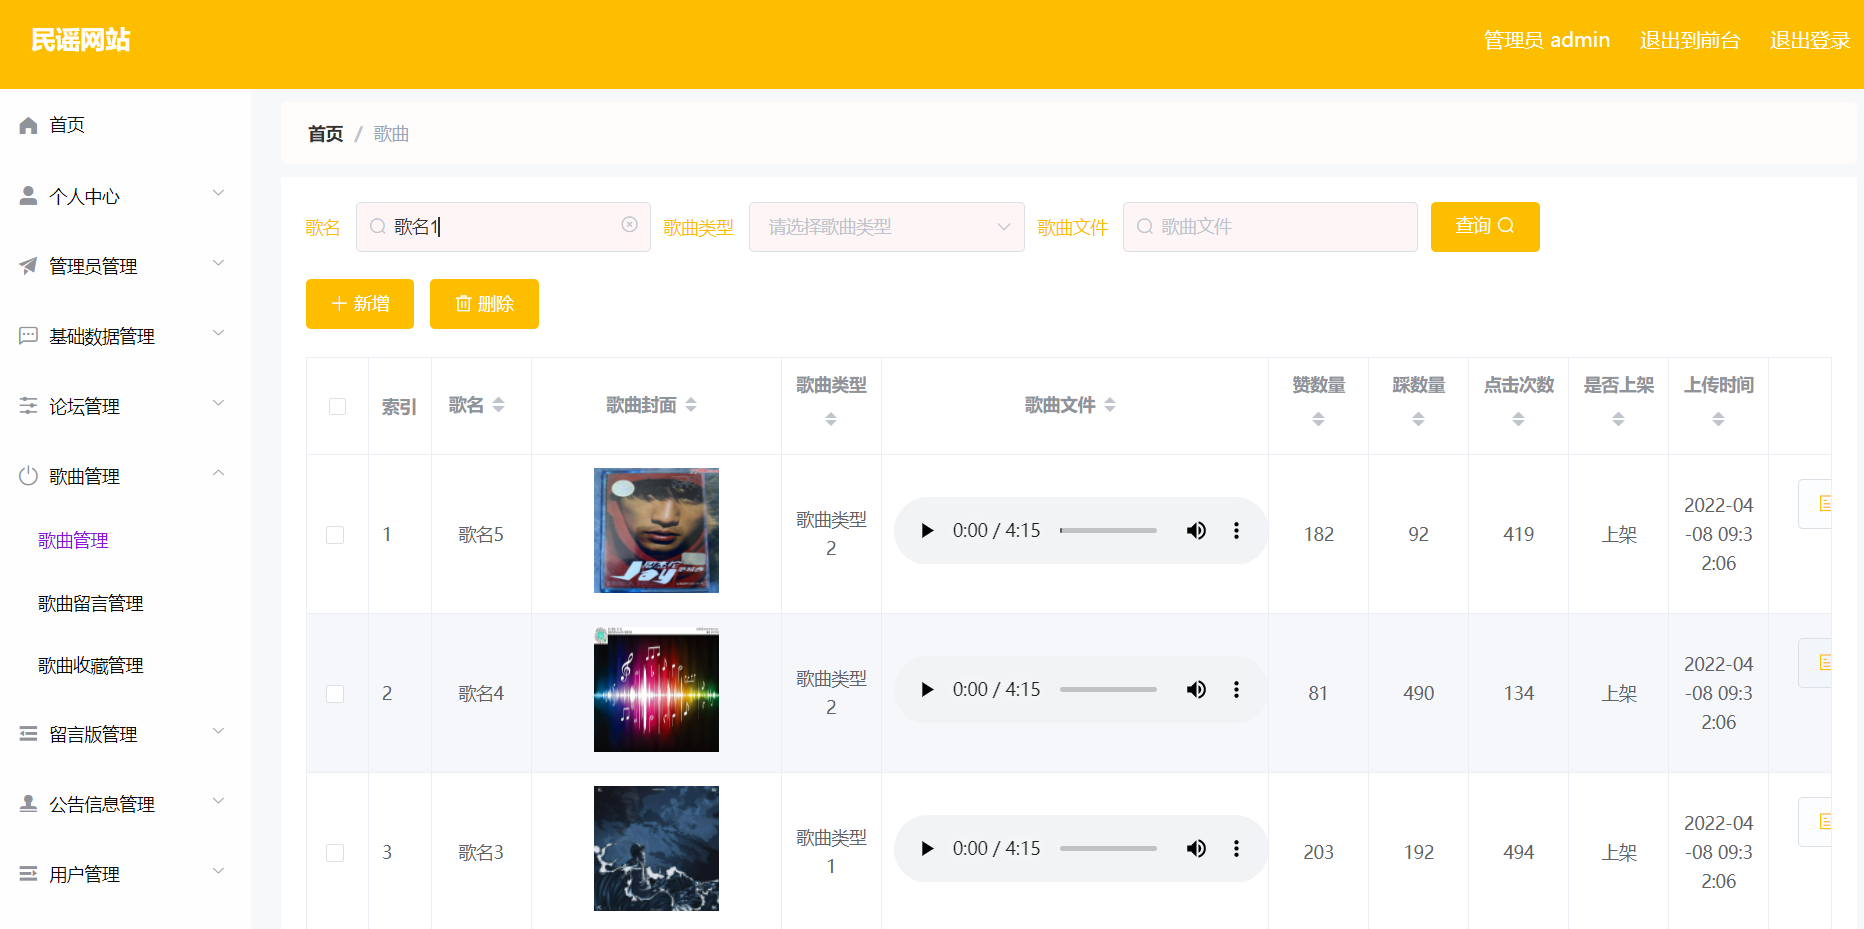 民谣网站
管理员 admin 退出到前台 退出登录
首页
个人中心
管理员管理
基础数据管理
论坛管理
歌曲管理
歌曲管理
歌曲留言管理
歌曲收藏管理
留言版管理
公告信息管理
用户管理
首页 / 歌曲
歌名 歌名1 歌曲类型 请选择歌曲类型 歌曲文件 歌曲文件 查询
新增 删除
索引 歌名 歌曲封面 歌曲类型 歌曲文件 赞数量 踩数量 点击次数 是否上架 上传时间
1 歌名5 Jay 歌曲类型2 0:00 / 4:15 182 92 419 上架 2022-04-08 09:32:06
2 歌名4 歌曲类型2 0:00 / 4:15 81 490 134 上架 2022-04-08 09:32:06
3 歌名3 歌曲类型1 0:00 / 4:15 203 192 494 上架 2022-04-08 09:32:06